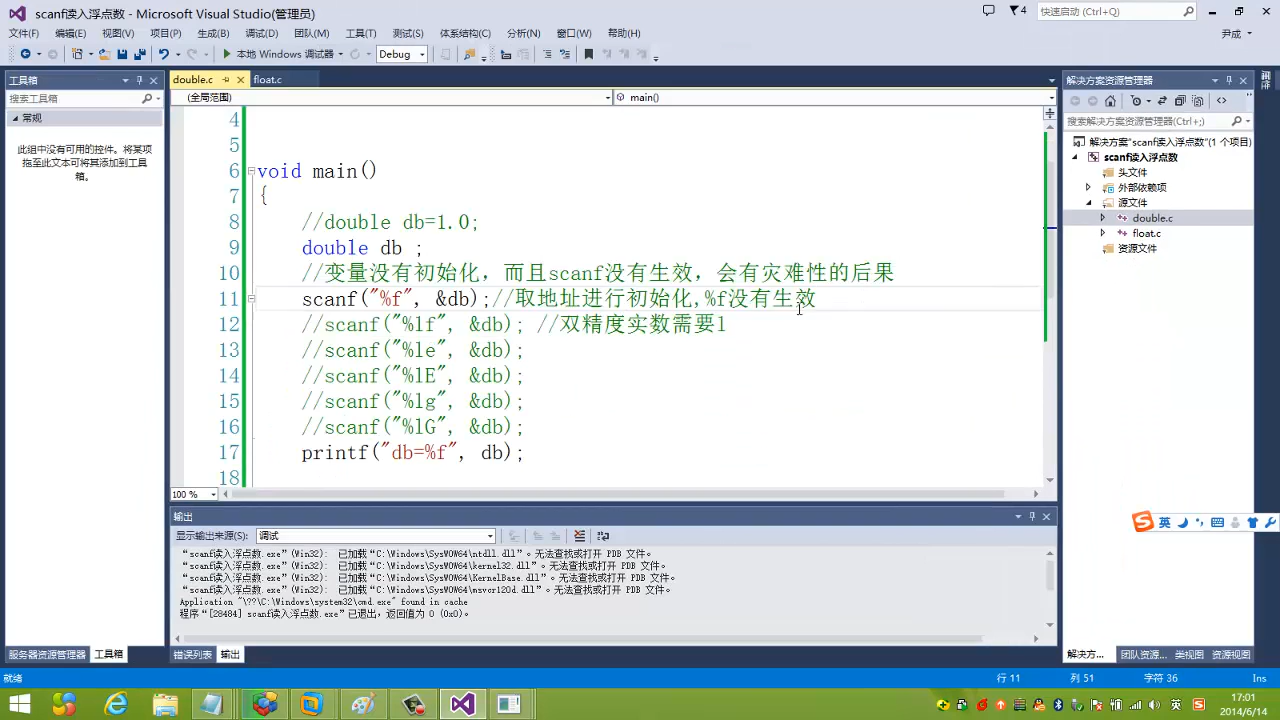 scanf读入浮点数 - Microsoft Visual Studio(管理员)
4
快速启动 (Ctrl+Q)
文件(F) 编辑(E) 视图(V) 项目(P) 生成(B) 调试(D) 团队(M) 工具(T) 测试(S) 体系结构(C) 分析(N) 窗口(W) 帮助(H)
尹成
本地 Windows 调试器
Debug
工具箱
搜索工具箱
常规
此组中没有可用的控件。将某项
拖至此文本可将其添加到工具
箱。
服务器资源管理器 工具箱
double.c
float.c
(全局范围)
main()
4
5
6 void main()
7 {
8 //double db=1.0;
9 double db ;
10 //变量没有初始化，而且scanf没有生效，会有灾难性的后果
11 scanf("%f", &db);//取地址进行初始化,%f没有生效
12 //scanf("%lf", &db); //双精度实数需要l
13 //scanf("%le", &db);
14 //scanf("%lE", &db);
15 //scanf("%lg", &db);
16 //scanf("%lG", &db);
17 printf("db=%f", db);
18
100 %
输出
显示输出来源(S): 调试
“scanf读入浮点数.exe”(Win32): 已加载“C:\Windows\SysWOW64\ntdll.dll”。无法查找或打开 PDB 文件。
“scanf读入浮点数.exe”(Win32): 已加载“C:\Windows\SysWOW64\kernel32.dll”。无法查找或打开 PDB 文件。
“scanf读入浮点数.exe”(Win32): 已加载“C:\Windows\SysWOW64\KernelBase.dll”。无法查找或打开 PDB 文件。
“scanf读入浮点数.exe”(Win32): 已加载“C:\Windows\SysWOW64\msvcr120d.dll”。无法查找或打开 PDB 文件。
Application "\??\C:\Windows\system32\cmd.exe" found in cache
程序“[28484] scanf读入浮点数.exe”已退出，返回值为 0 (0x0)。
错误列表 输出
解决方案资源管理器
搜索解决方案资源管理器(Ctrl+;)
解决方案“scanf读入浮点数”(1 个项目)
scanf读入浮点数
头文件
外部依赖项
源文件
double.c
float.c
资源文件
英
解决方... 团队资源... 类视图 资源视图
就绪
行 11
列 51
字符 36
Ins
英
17:01
2014/6/14